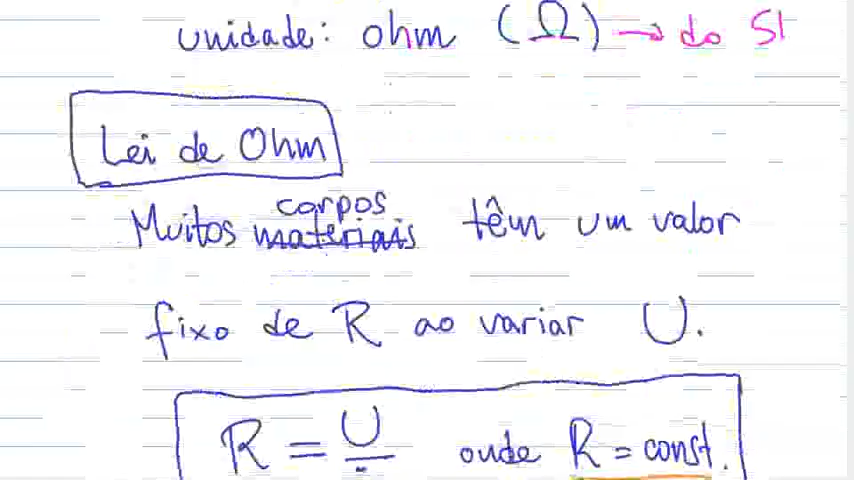 unidade: ohm (Ω) → do SI
Lei de Ohm
corpos
Muitos materiais têm um valor
fixo de R ao variar U.
R = U onde R = const.